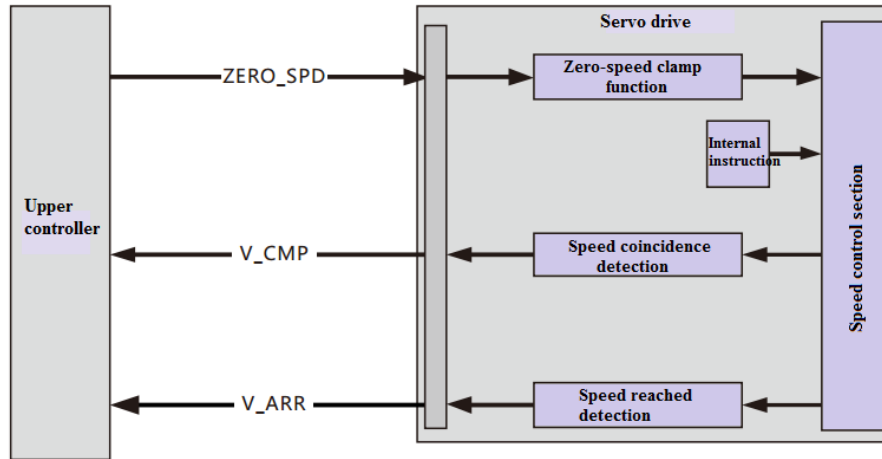 Servo drive
ZERO_SPD
Zero-speed clamp
function
Internal
instruction
Upper
controller
V_CMP
Speed coincidence
detection
Speed control section
V_ARR
Speed reached
detection